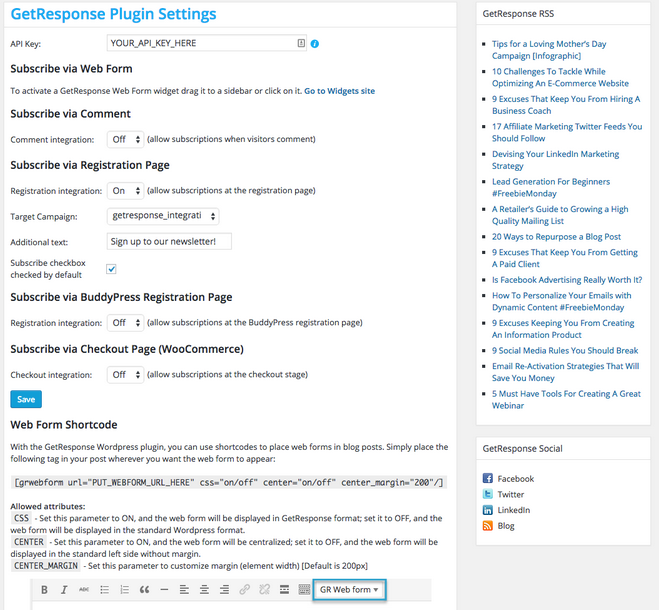 GetResponse Plugin Settings
API Key: YOUR_API_KEY_HERE
Subscribe via Web Form
To activate a GetResponse Web Form widget drag it to a sidebar or click on it. Go to Widgets site
Subscribe via Comment
Comment integration: Off (allow subscriptions when visitors comment)
Subscribe via Registration Page
Registration integration: On (allow subscriptions at the registration page)
Target Campaign: getresponse_integrati
Additional text: Sign up to our newsletter!
Subscribe checkbox
checked by default
Subscribe via BuddyPress Registration Page
Registration integration: Off (allow subscriptions at the BuddyPress registration page)
Subscribe via Checkout Page (WooCommerce)
Checkout integration: Off (allow subscriptions at the checkout stage)
Save
Web Form Shortcode
With the GetResponse Wordpress plugin, you can use shortcodes to place web forms in blog posts. Simply place the
following tag in your post wherever you want the web form to appear:
[grwebform url="PUT_WEBFORM_URL_HERE" css="on/off" center="on/off" center_margin="200"/]
Allowed attributes:
CSS - Set this parameter to ON, and the web form will be displayed in GetResponse format; set it to OFF, and the
web form will be displayed in the standard Wordpress format.
CENTER - Set this parameter to ON, and the web form will be centralized; set it to OFF, and the web form will be
displayed in the standard left side without margin.
CENTER_MARGIN - Set this parameter to customize margin (element width) [Default is 200px]
B I ABC GR Web form
GetResponse RSS
Tips for a Loving Mother's Day
Campaign [Infographic]
10 Challenges To Tackle While
Optimizing An E-Commerce Website
9 Excuses That Keep You From Hiring A
Business Coach
17 Affiliate Marketing Twitter Feeds You
Should Follow
Devising Your LinkedIn Marketing
Strategy
Lead Generation For Beginners
#FreebieMonday
A Retailer's Guide to Growing a High
Quality Mailing List
20 Ways to Repurpose a Blog Post
9 Excuses That Keep You From Getting
A Paid Client
Is Facebook Advertising Really Worth It?
How To Personalize Your Emails with
Dynamic Content #FreebieMonday
9 Excuses Keeping You From Creating
An Information Product
9 Social Media Rules You Should Break
Email Re-Activation Strategies That Will
Save You Money
5 Must Have Tools For Creating A Great
Webinar
GetResponse Social
Facebook
Twitter
LinkedIn
Blog